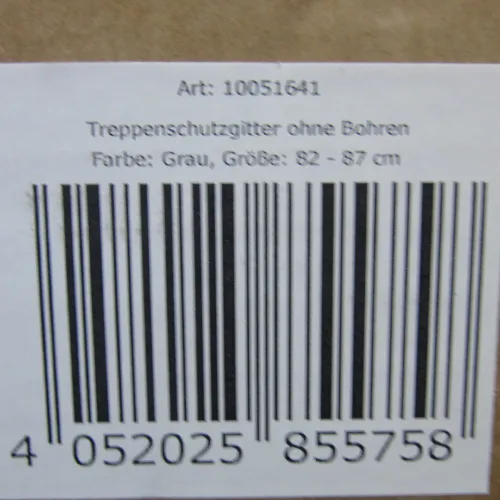 Art: 10051641
Treppenschutzgitter ohne Bohren
Farbe: Grau, Größe: 82 - 87 cm
4 052025 855758